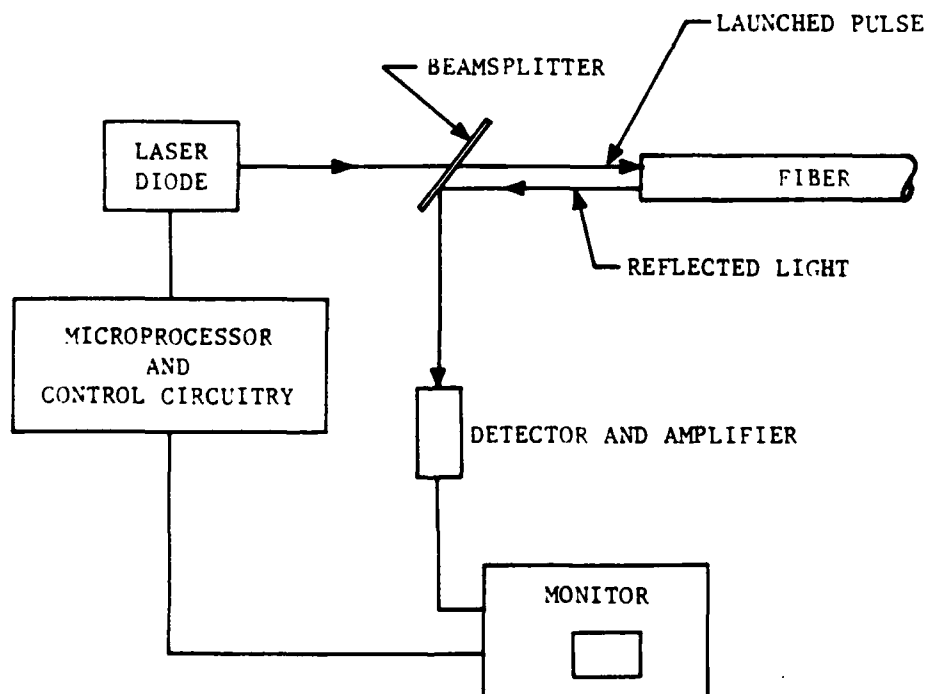 LAUNCHED PULSE
BEAMSPLITTER
LASER
DIODE
FIBER
REFLECTED LIGHT
MICROPROCESSOR
AND
CONTROL CIRCUITRY
DETECTOR AND AMPLIFIER
MONITOR